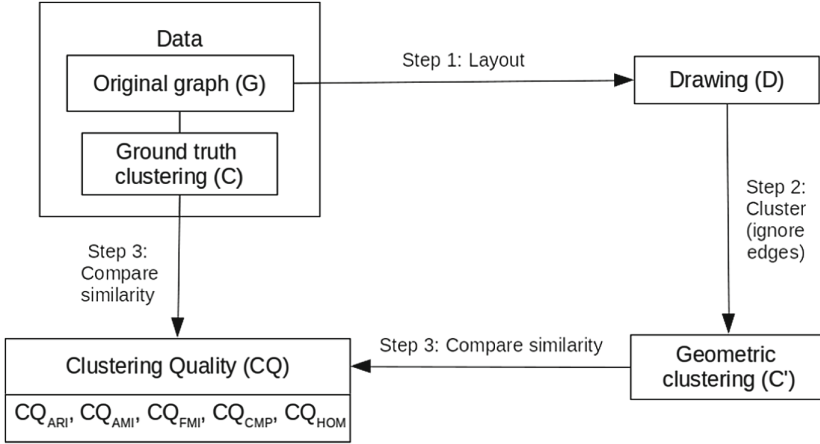 Data
Original graph (G)
Step 1: Layout
Drawing (D)
Ground truth
clustering (C)
Step 2:
Cluster
(ignore
edges)
Step 3:
Compare
similarity
Step 3: Compare similarity
Geometric
clustering (C')
Clustering Quality (CQ)
CQARI, CQAMI, CQFMI, CQCMP, CQHOM